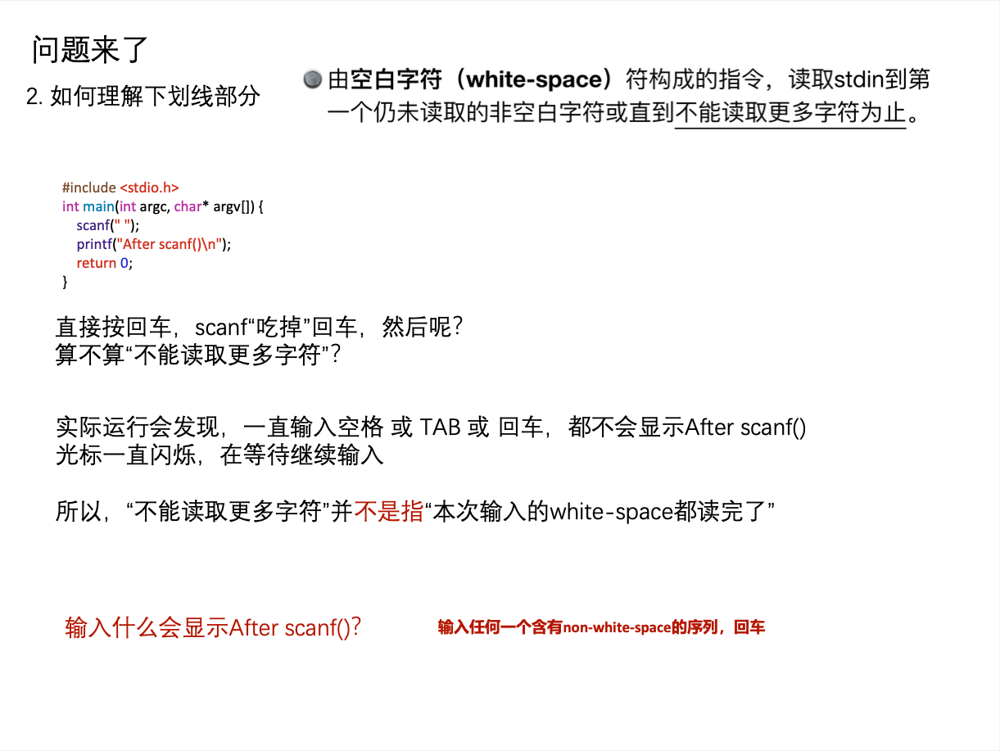 问题来了
2. 如何理解下划线部分
由空白字符（white-space）符构成的指令，读取stdin到第
一个仍未读取的非空白字符或直到不能读取更多字符为止。
#include <stdio.h>
int main(int argc, char* argv[]) {
scanf(" ");
printf("After scanf()\n");
return 0;
}
直接按回车，scanf“吃掉”回车，然后呢？
算不算“不能读取更多字符”？
实际运行会发现，一直输入空格 或 TAB 或 回车，都不会显示After scanf()
光标一直闪烁，在等待继续输入
所以，“不能读取更多字符”并不是指“本次输入的white-space都读完了”
输入什么会显示After scanf()？
输入任何一个含有non-white-space的序列，回车